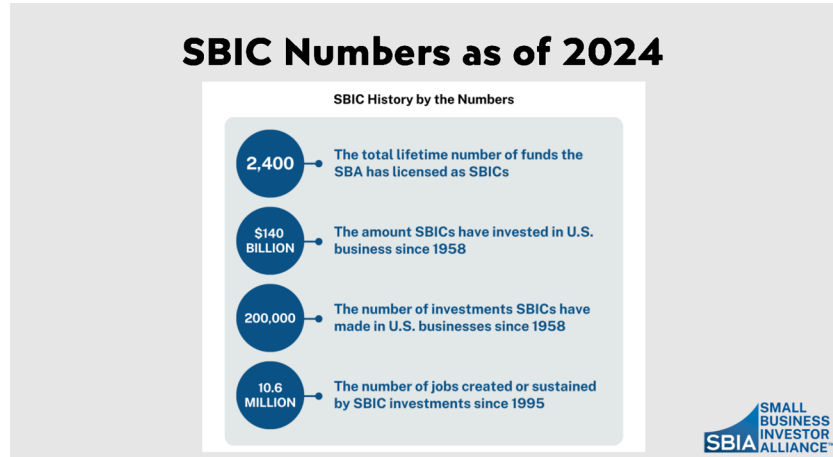 SBIC Numbers as of 2024
SBIC History by the Numbers
2,400
The total lifetime number of funds the
SBA has licensed as SBICs
$140
BILLION
The amount SBICs have invested in U.S.
business since 1958
200,000
The number of investments SBICs have
made in U.S. businesses since 1958
10.6
MILLION
The number of jobs created or sustained
by SBIC investments since 1995
SBIA
SMALL
BUSINESS
INVESTOR
ALLIANCE™